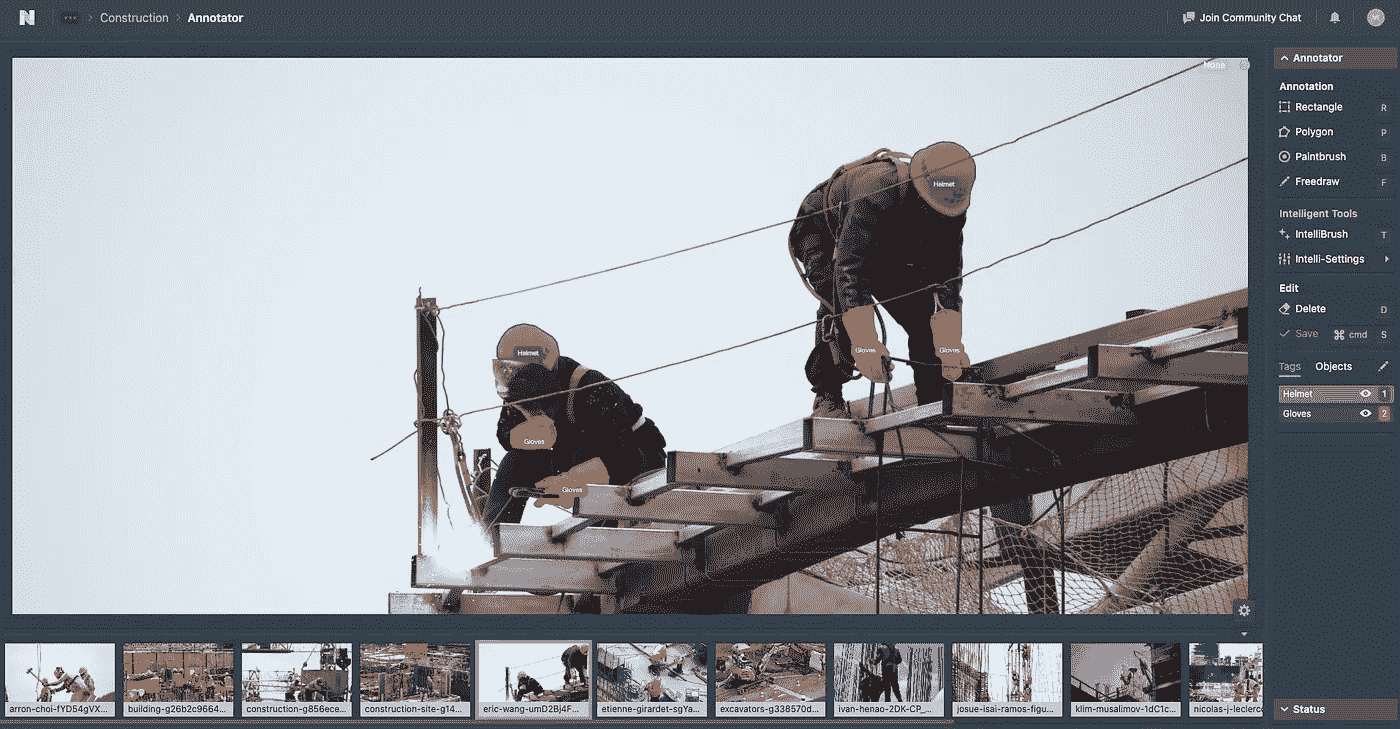 Construction > Annotator
Join Community Chat
M
None
Annotator
Annotation
Rectangle R
Polygon P
Paintbrush B
Freedraw F
Intelligent Tools
IntelliBrush T
Intelli-Settings
Edit
Delete D
Save ⌘ cmd S
Tags Objects
Helmet 1
Gloves 2
Helmet
Gloves
Gloves
Helmet
Gloves
Gloves
arron-choi-fYD54gVX...
building-g26b2c9664...
construction-g856ece...
construction-site-g14...
eric-wang-umD2Bj4F...
etienne-girardet-sgYa...
excavators-g338570d...
ivan-henao-2DK-CP_...
josue-isai-ramos-figu...
klim-musalimov-1dC1c...
nicolas-j-leclerc
Status